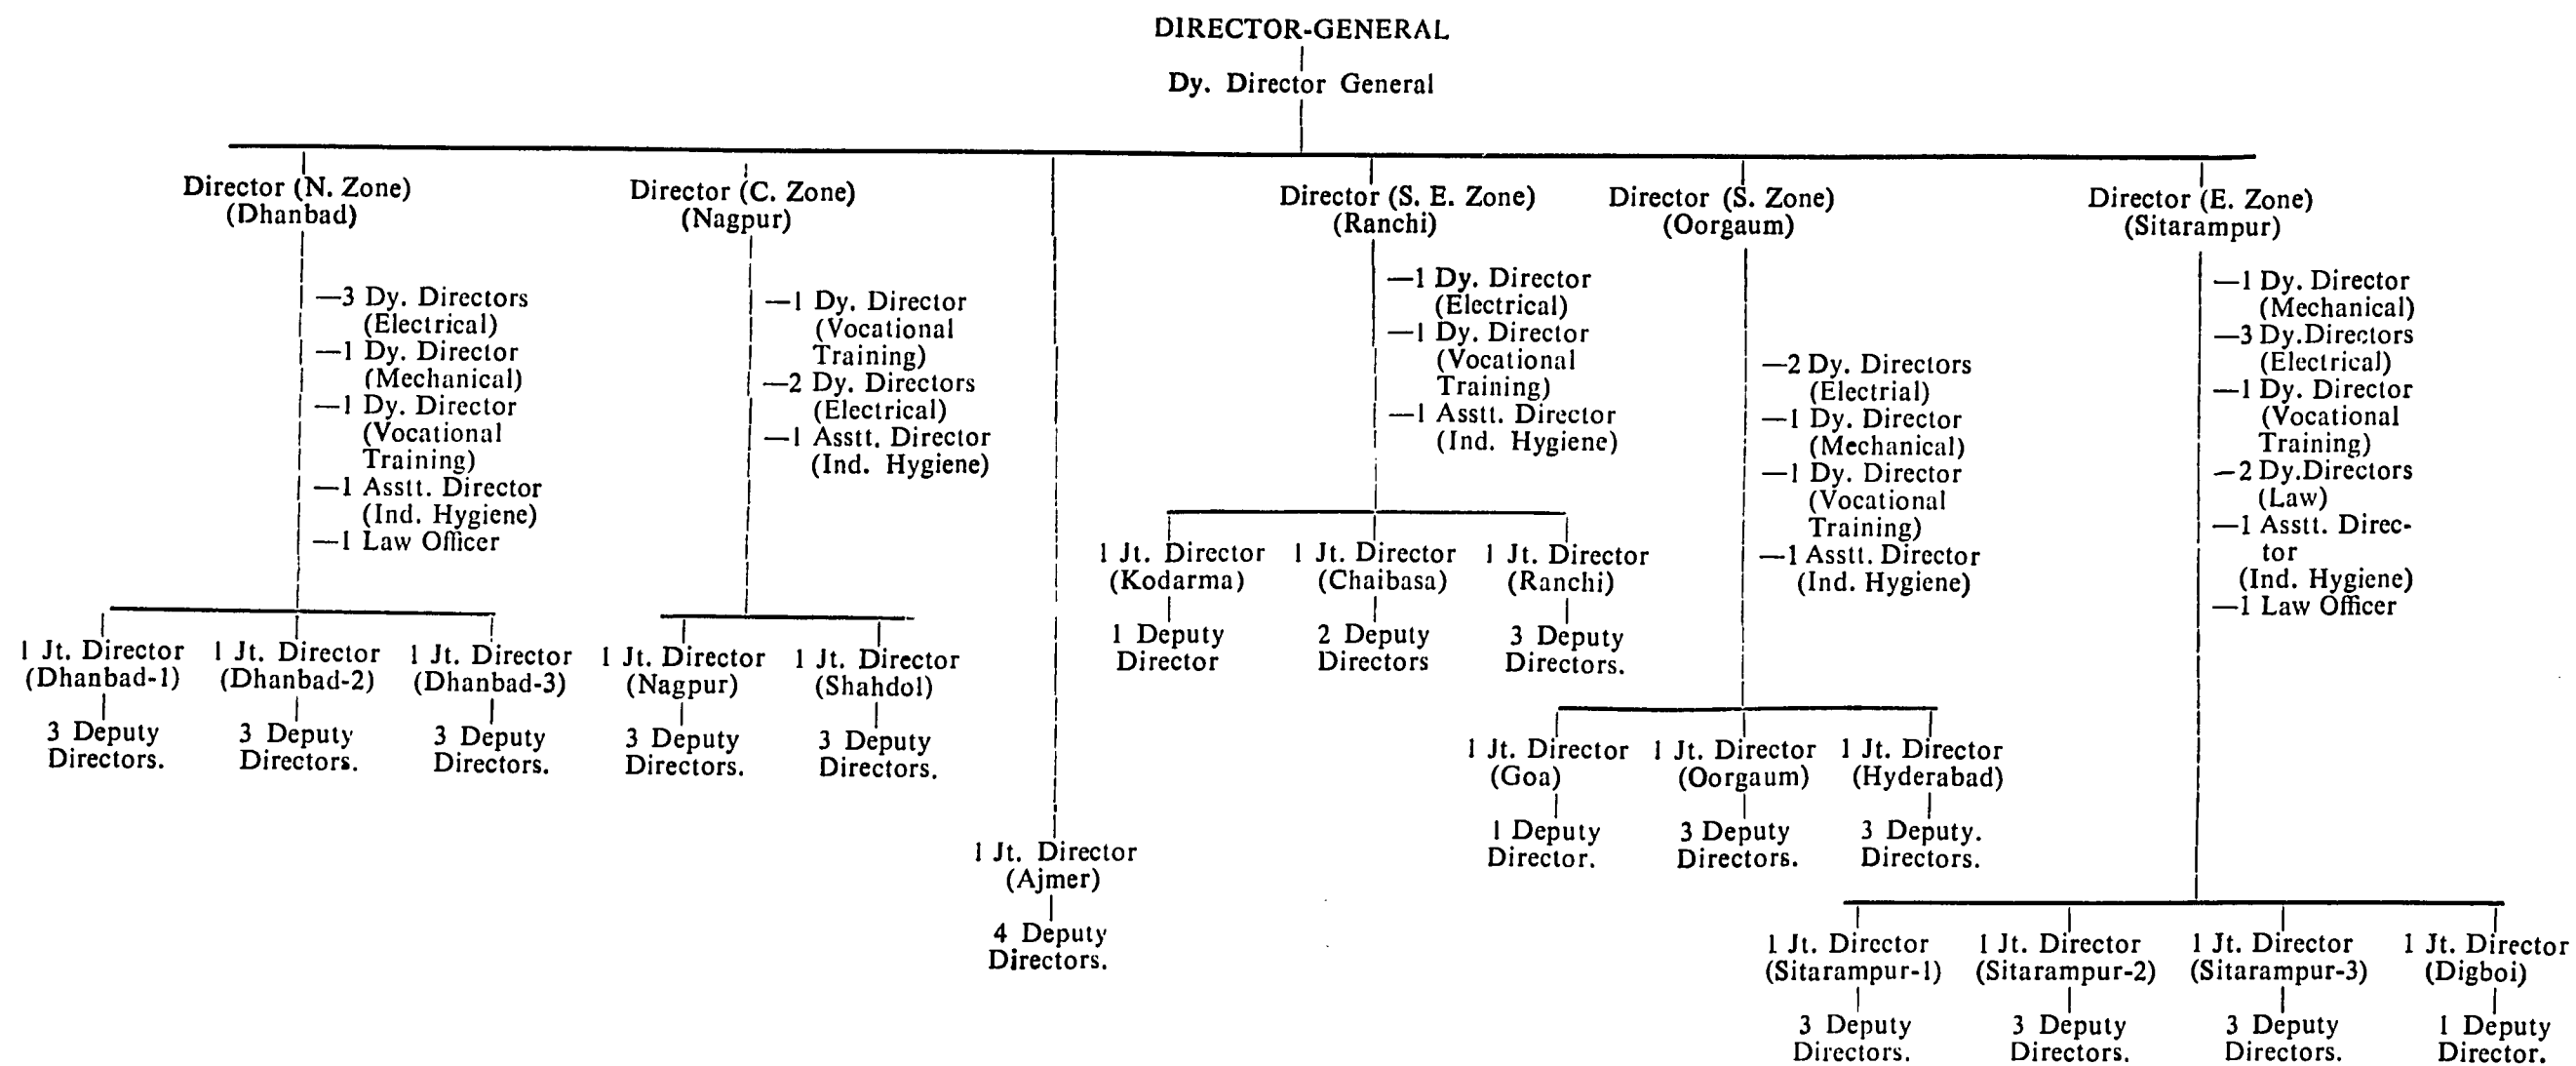 DIRECTOR-GENERAL
Dy. Director General
Director (N. Zone)
(Dhanbad)
—3 Dy. Directors
(Electrical)
—1 Dy. Director
(Mechanical)
—1 Dy. Director
(Vocational
Training)
—1 Asstt. Director
(Ind. Hygiene)
—1 Law Officer
1 Jt. Director
(Dhanbad-1)
3 Deputy
Directors.
1 Jt. Director
(Dhanbad-2)
3 Deputy
Directors.
1 Jt. Director
(Dhanbad-3)
3 Deputy
Directors.
Director (C. Zone)
(Nagpur)
—1 Dy. Director
(Vocational
Training)
—2 Dy. Directors
(Electrical)
—1 Asstt. Director
(Ind. Hygiene)
1 Jt. Director
(Nagpur)
3 Deputy
Directors.
1 Jt. Director
(Shahdol)
3 Deputy
Directors.
1 Jt. Director
(Ajmer)
4 Deputy
Directors.
Director (S. E. Zone)
(Ranchi)
—1 Dy. Director
(Electrical)
—1 Dy. Director
(Vocational
Training)
—1 Asstt. Director
(Ind. Hygiene)
1 Jt. Director
(Kodarma)
1 Deputy
Director
1 Jt. Director
(Chaibasa)
2 Deputy
Directors
1 Jt. Director
(Ranchi)
3 Deputy
Directors.
Director (S. Zone)
(Oorgaum)
—2 Dy. Directors
(Electrial)
—1 Dy. Director
(Mechanical)
—1 Dy. Director
(Vocational
Training)
—1 Asstt. Director
(Ind. Hygiene)
1 Jt. Director
(Goa)
1 Deputy
Director.
1 Jt. Director
(Oorgaum)
3 Deputy
Directors.
1 Jt. Director
(Hyderabad)
3 Deputy.
Directors.
Director (E. Zone)
(Sitarampur)
—1 Dy. Director
(Mechanical)
—3 Dy.Directors
(Electrical)
—1 Dy. Director
(Vocational
Training)
—2 Dy.Directors
(Law)
—1 Asstt. Direc-
tor
(Ind. Hygiene)
—1 Law Officer
1 Jt. Director
(Sitarampur-1)
3 Deputy
Directors.
1 Jt. Director
(Sitarampur-2)
3 Deputy
Directors.
1 Jt. Director
(Sitarampur-3)
3 Deputy
Directors.
1 Jt. Director
(Digboi)
1 Deputy
Director.